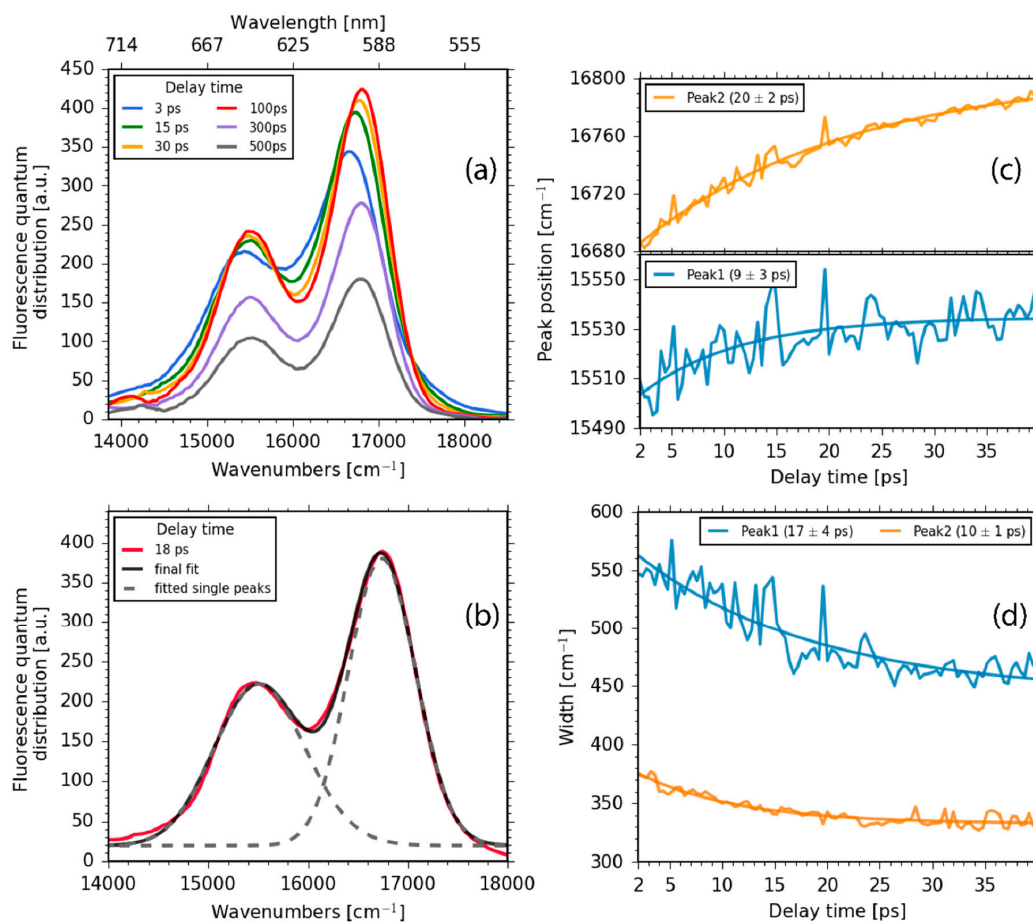 Wavelength [nm]
714 667 625 588 555
450
400
350
300
250
200
150
100
50
0
Fluorescence quantum
distribution [a.u.]
Delay time
3 ps 100ps
15 ps 300ps
30 ps 500ps
(a)
14000 15000 16000 17000 18000
Wavenumbers [cm⁻¹]
16800
16760
16720
16680
Peak2 (20 ± 2 ps)
(c)
15550
15530
15510
15490
Peak1 (9 ± 3 ps)
Peak position [cm⁻¹]
2 5 10 15 20 25 30 35
Delay time [ps]
400
350
300
250
200
150
100
50
0
Fluorescence quantum
distribution [a.u.]
Delay time
18 ps
final fit
fitted single peaks
(b)
14000 15000 16000 17000 18000
Wavenumbers [cm⁻¹]
600
550
500
450
400
350
300
Width [cm⁻¹]
Peak1 (17 ± 4 ps) Peak2 (10 ± 1 ps)
(d)
2 5 10 15 20 25 30 35
Delay time [ps]